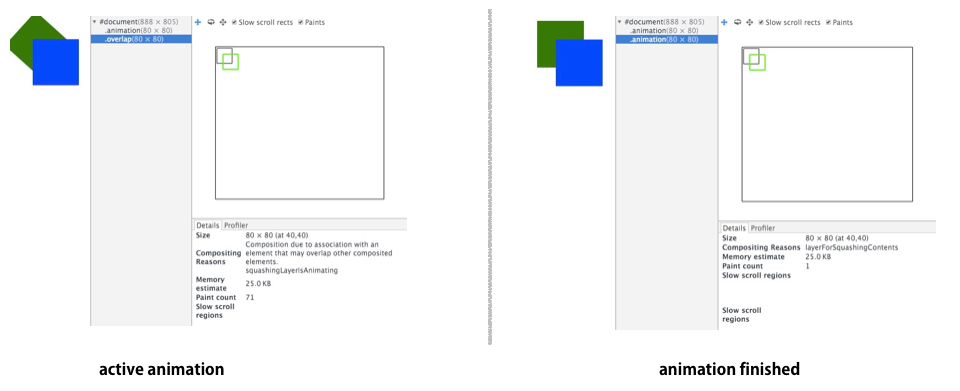 #document(888 × 805)
.animation(80 × 80)
.overlap(80 × 80)
Slow scroll rects
Paints
Details
Profiler
Size 80 × 80 (at 40,40)
Composition due to association with an
Compositing element that may overlap other composited
Reasons elements.
squashingLayerIsAnimating
Memory
estimate 25.0 KB
Paint count 71
Slow scroll
regions
active animation
#document(888 × 805)
.animation(80 × 80)
.animation(80 × 80)
Slow scroll rects
Paints
Details
Profiler
Size 80 × 80 (at 40,40)
Compositing Reasons layerForSquashingContents
Memory estimate 25.0 KB
Paint count 1
Slow scroll regions
Slow scroll
regions
animation finished